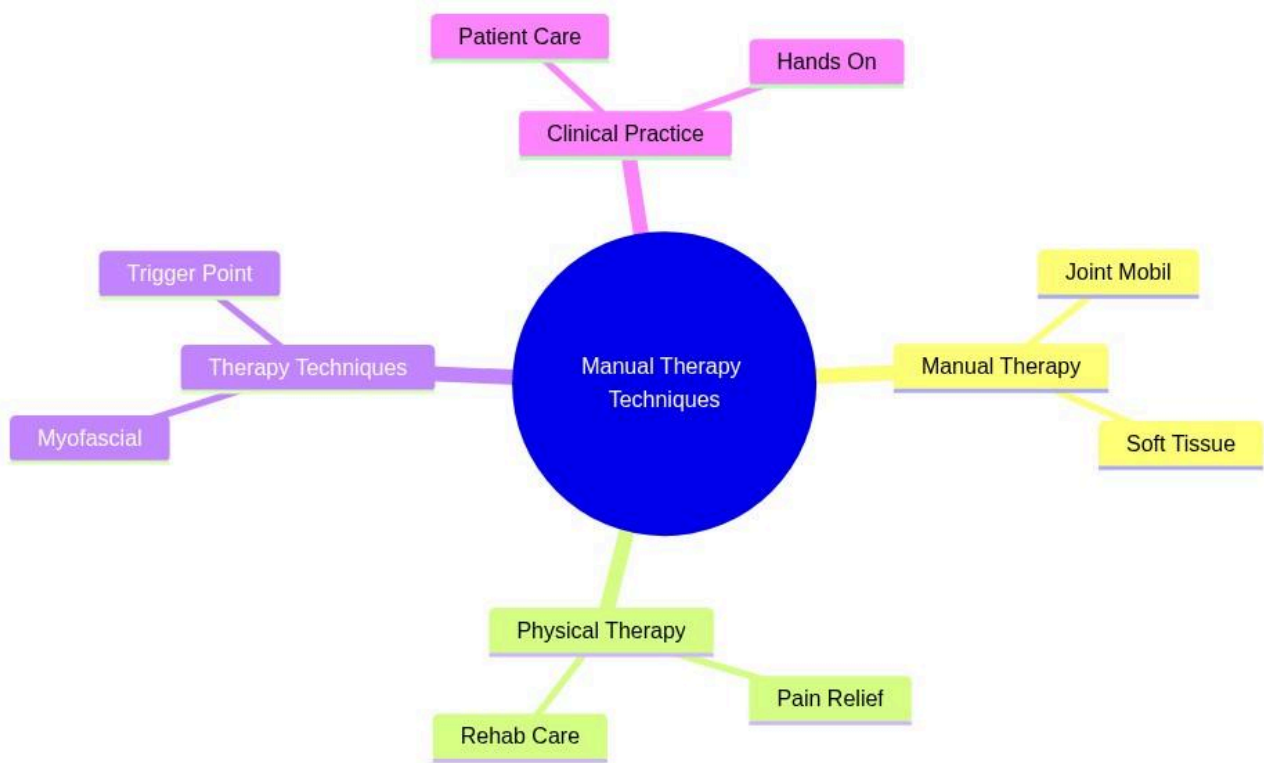 Patient Care
Hands On
Clinical Practice
Trigger Point
Joint Mobil
Therapy Techniques
Manual Therapy
Techniques
Manual Therapy
Myofascial
Soft Tissue
Physical Therapy
Pain Relief
Rehab Care